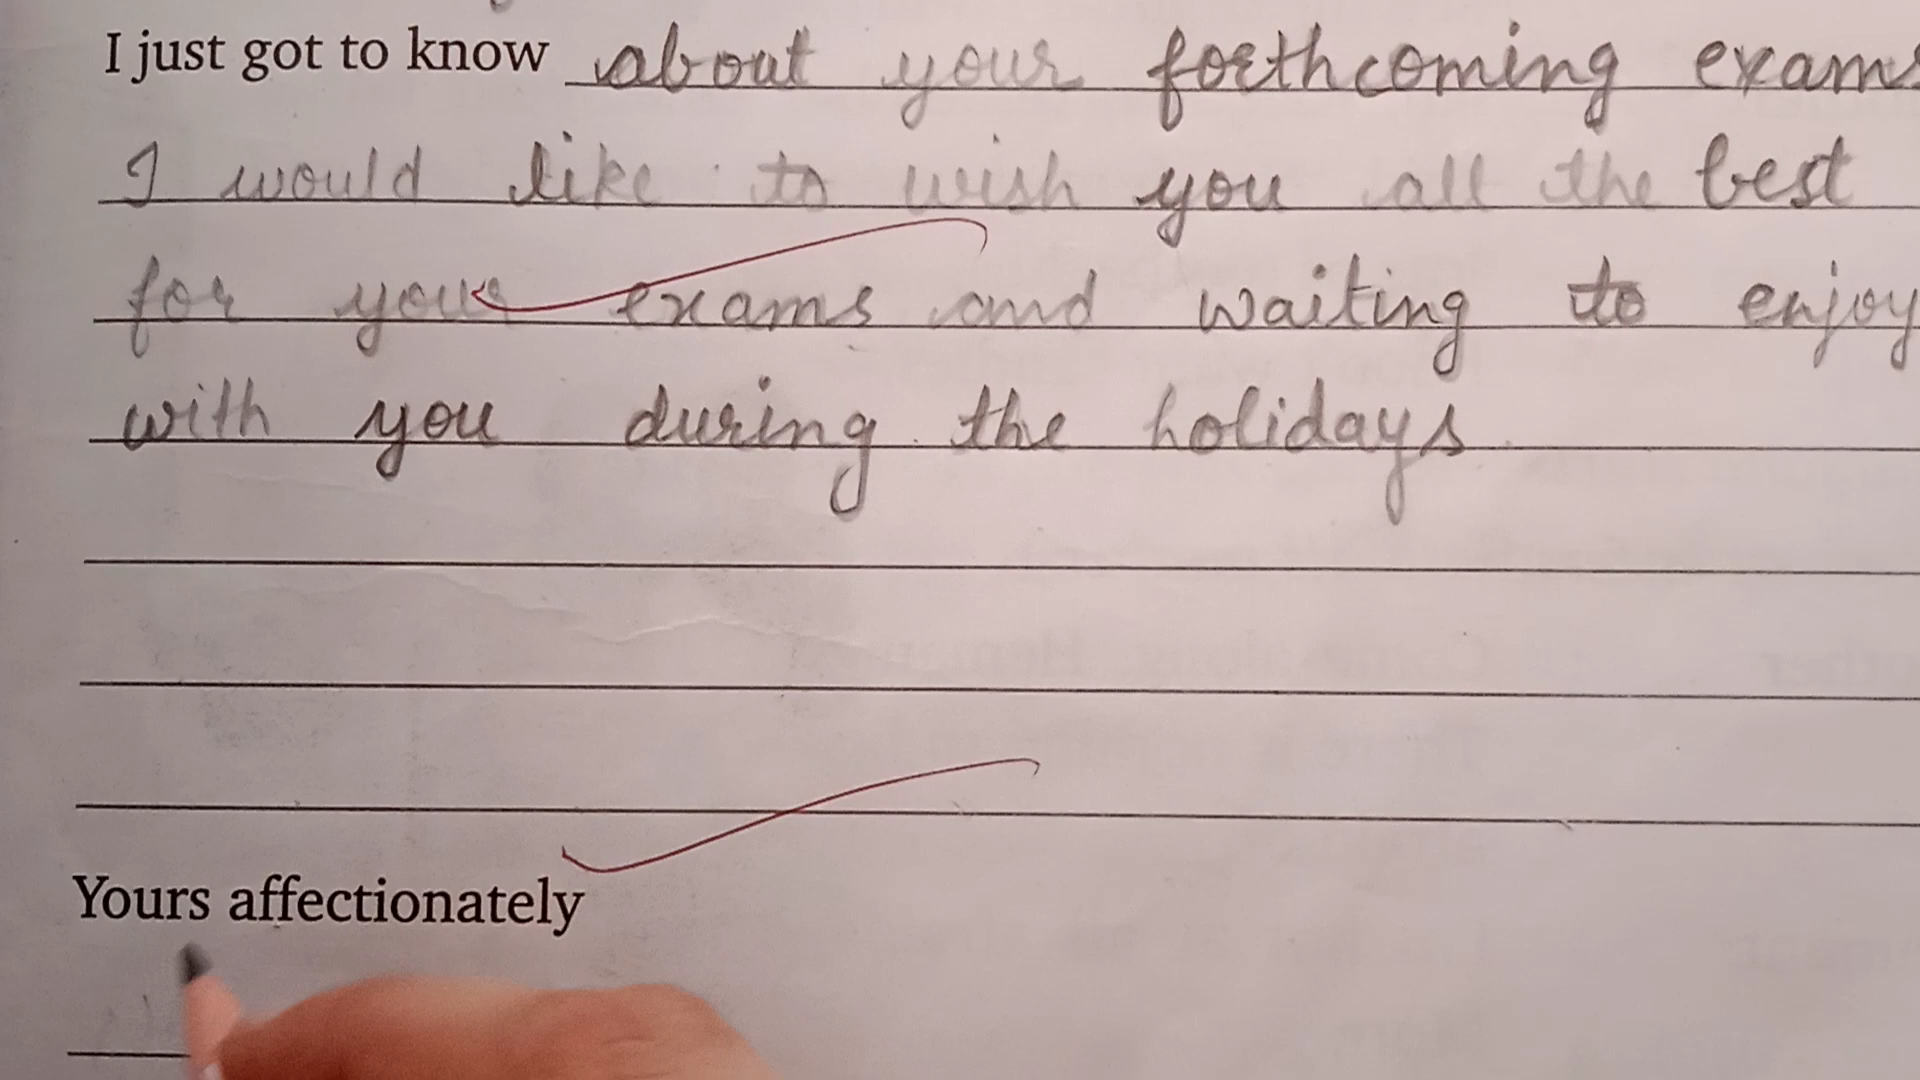 I just got to know about your forthcoming exams
I would like to wish you all the best
for your exams and waiting to enjoy
with you during the holidays.
Yours affectionately